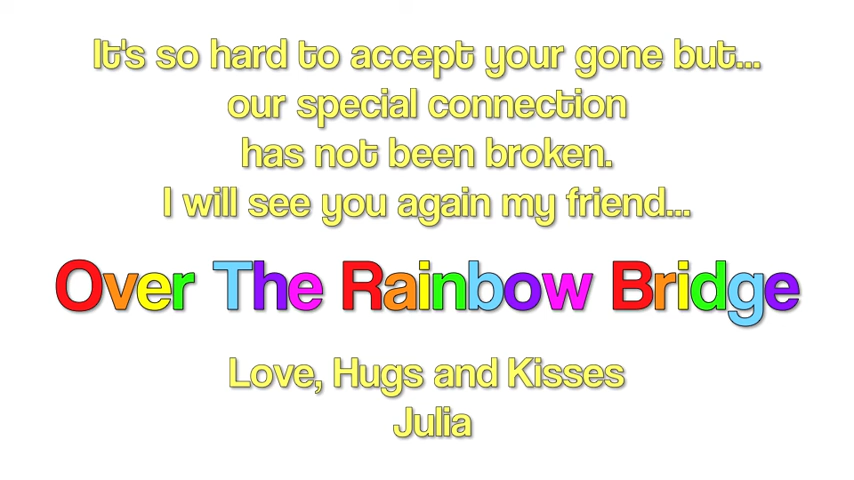 It's so hard to accept your gone but...
our special connection
has not been broken.
I will see you again my friend...
Over The Rainbow Bridge
Love, Hugs and Kisses
Julia